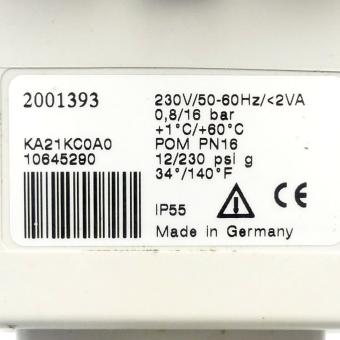 2001393
230V/50-60Hz/<2VA
0,8/16 bar
+1°C/+60°C
KA21KC0A0
POM PN16
10645290
12/230 psi g
34°/140°F
IP55
CE
Made in Germany